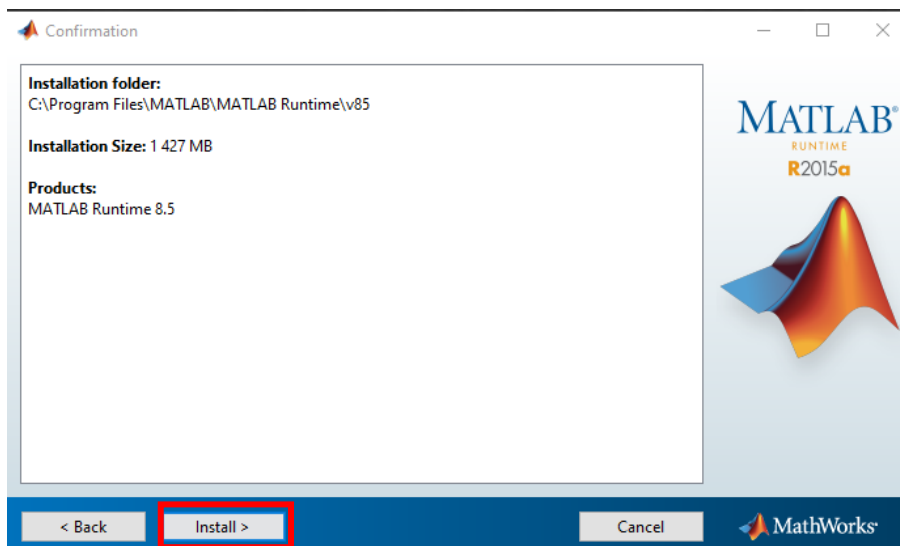 Confirmation
Installation folder:
C:\Program Files\MATLAB\MATLAB Runtime\v85
Installation Size: 1 427 MB
Products:
MATLAB Runtime 8.5
MATLAB®
RUNTIME
R2015a
< Back
Install >
Cancel
MathWorks®